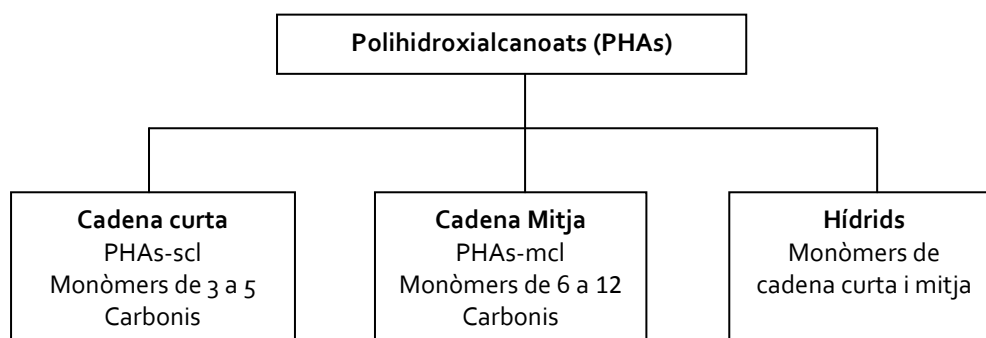 Polihidroxialcanoats (PHAs)
Cadena curta
PHAs-scl
Monòmers de 3 a 5
Carbonis
Cadena Mitja
PHAs-mcl
Monòmers de 6 a 12
Carbonis
Hídrids
Monòmers de
cadena curta i mitja